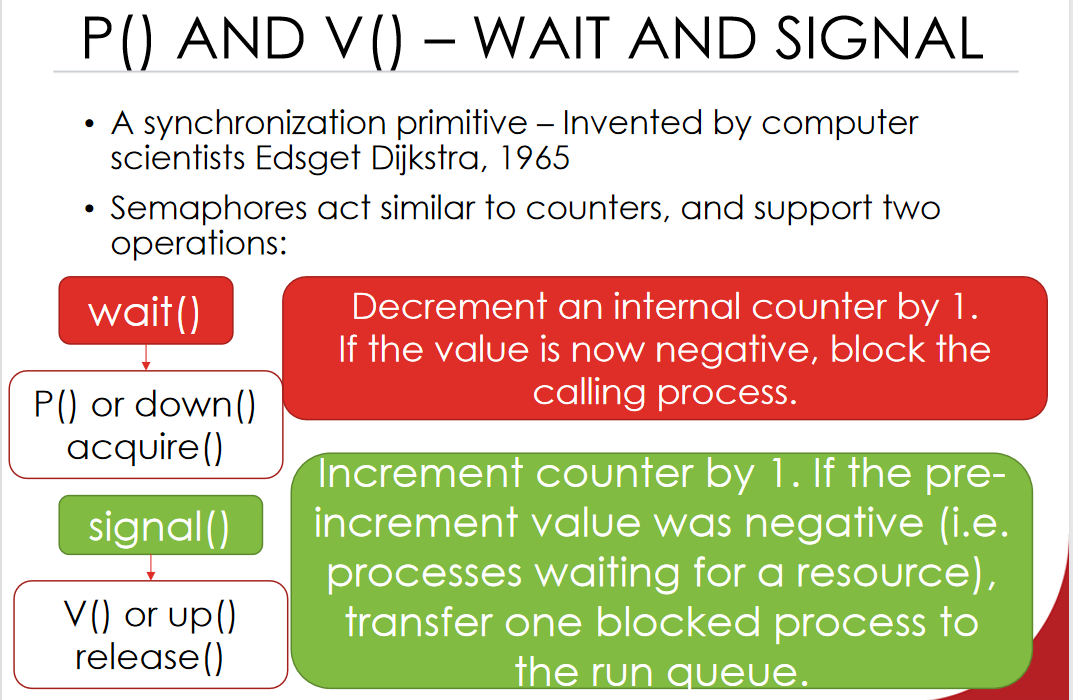 P() AND V() – WAIT AND SIGNAL
• A synchronization primitive – Invented by computer
scientists Edsget Dijkstra, 1965
• Semaphores act similar to counters, and support two
operations:
wait()
Decrement an internal counter by 1.
If the value is now negative, block the
calling process.
P() or down()
acquire()
signal()
Increment counter by 1. If the pre-
increment value was negative (i.e.
processes waiting for a resource),
transfer one blocked process to
the run queue.
V() or up()
release()